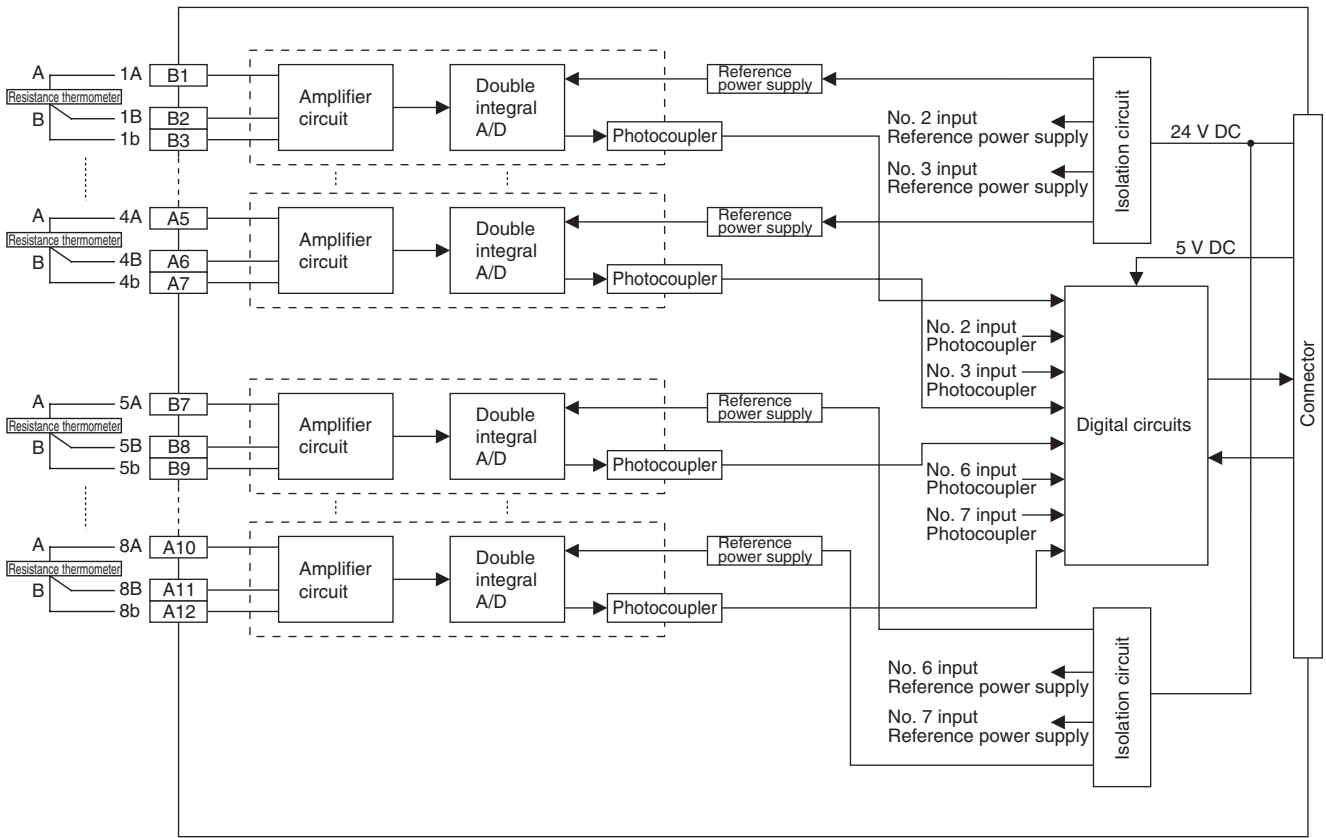 A
1A
B1
Resistance thermometer
B
1B
B2
1b
B3
Amplifier
circuit
Double
integral
A/D
Photocoupler
Reference
power supply
No. 2 input
Reference power supply
No. 3 input
Reference power supply
Isolation circuit
24 V DC
A
4A
A5
Resistance thermometer
B
4B
A6
4b
A7
Amplifier
circuit
Double
integral
A/D
Photocoupler
Reference
power supply
5 V DC
No. 2 input
Photocoupler
No. 3 input
Photocoupler
Digital circuits
Connector
A
5A
B7
Resistance thermometer
B
5B
B8
5b
B9
Amplifier
circuit
Double
integral
A/D
Photocoupler
Reference
power supply
No. 6 input
Photocoupler
No. 7 input
Photocoupler
A
8A
A10
Resistance thermometer
B
8B
A11
8b
A12
Amplifier
circuit
Double
integral
A/D
Photocoupler
Reference
power supply
No. 6 input
Reference power supply
No. 7 input
Reference power supply
Isolation circuit